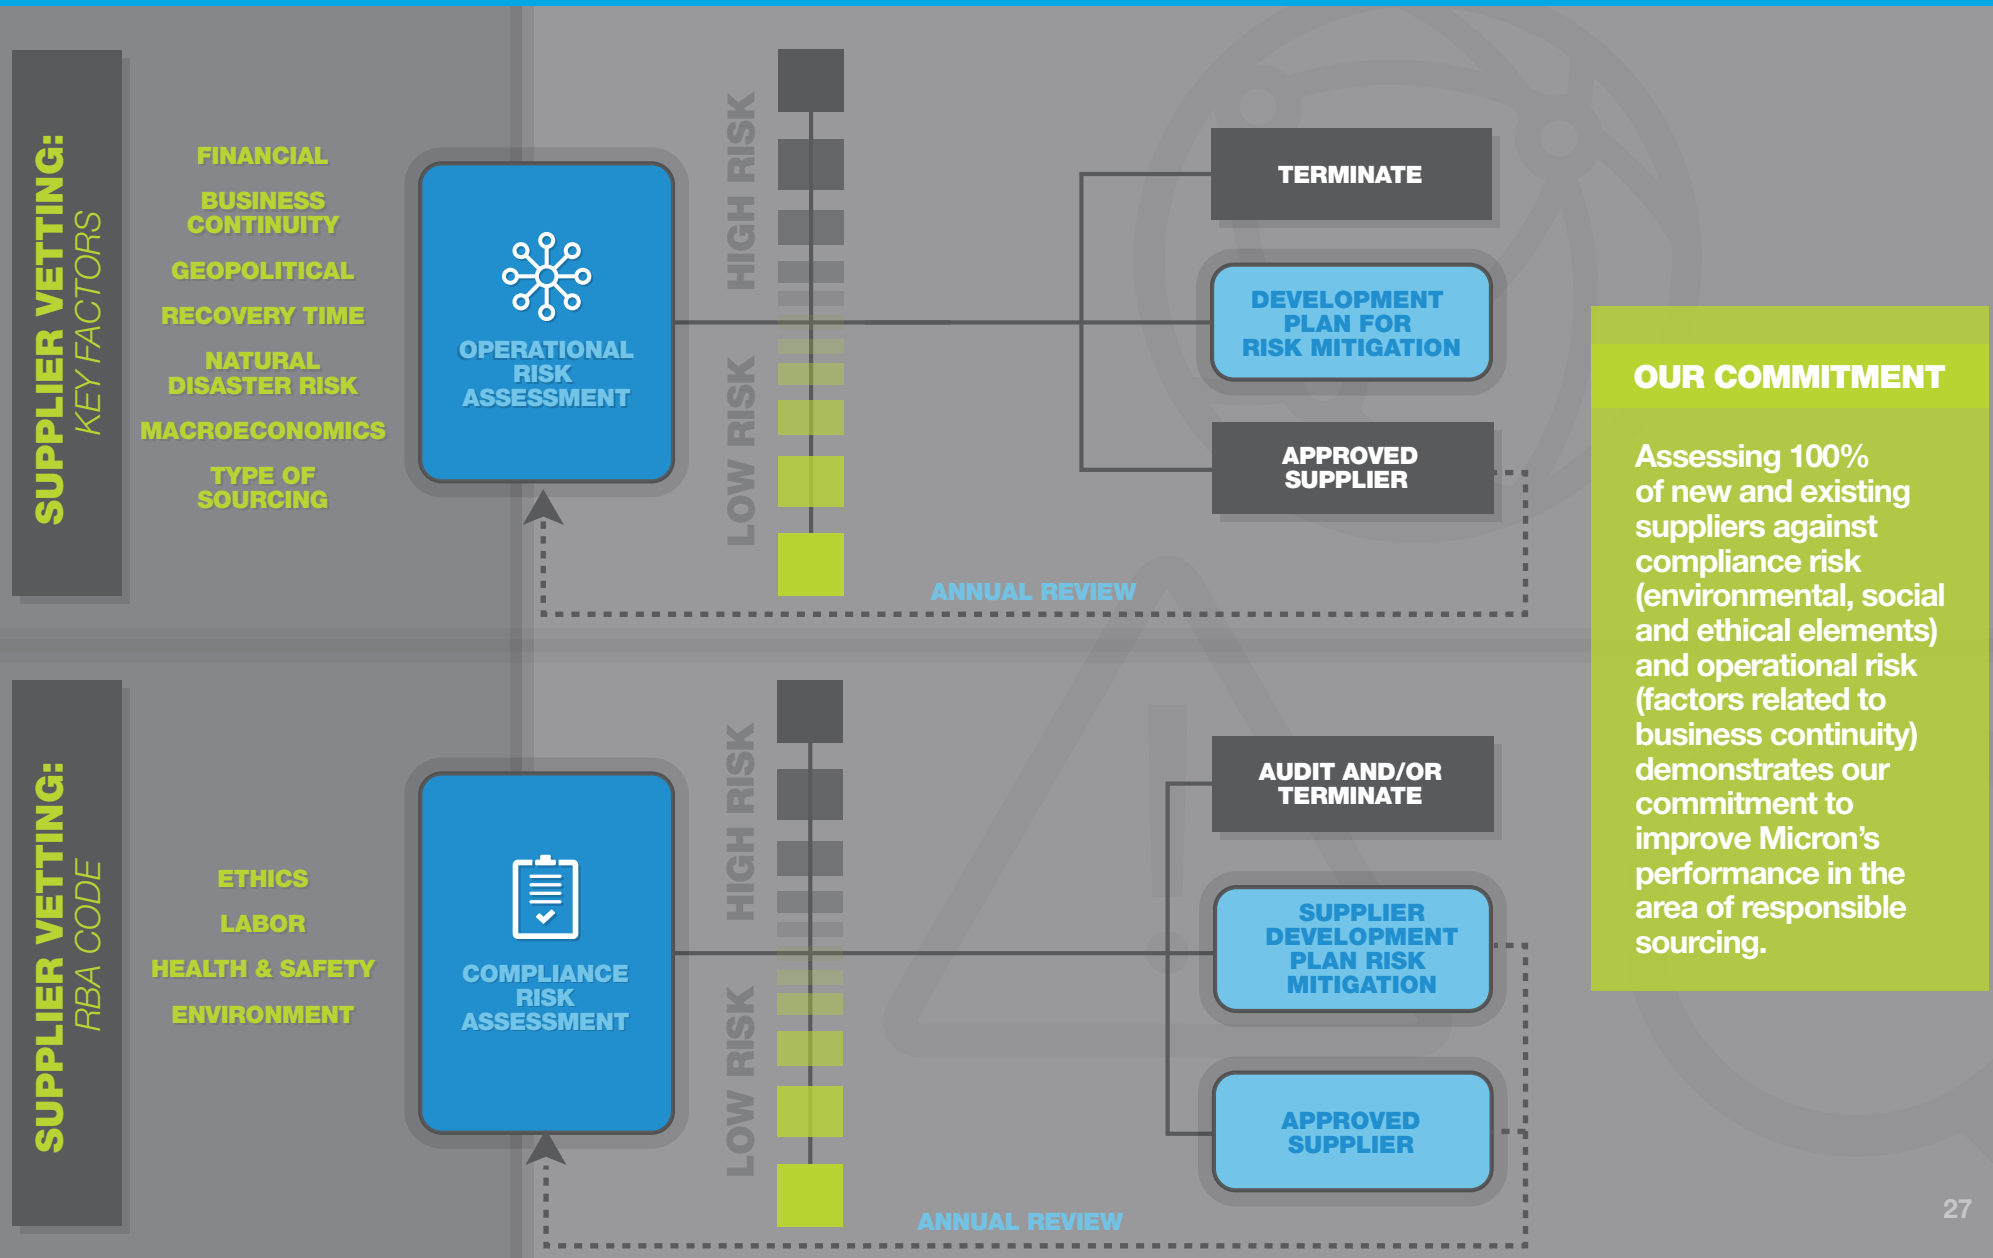 SUPPLIER VETTING:
KEY FACTORS
FINANCIAL
BUSINESS
CONTINUITY
GEOPOLITICAL
RECOVERY TIME
NATURAL
DISASTER RISK
MACROECONOMICS
TYPE OF
SOURCING
OPERATIONAL
RISK
ASSESSMENT
HIGH RISK
LOW RISK
TERMINATE
DEVELOPMENT
PLAN FOR
RISK MITIGATION
APPROVED
SUPPLIER
ANNUAL REVIEW
SUPPLIER VETTING:
RBA CODE
ETHICS
LABOR
HEALTH & SAFETY
ENVIRONMENT
COMPLIANCE
RISK
ASSESSMENT
HIGH RISK
LOW RISK
AUDIT AND/OR
TERMINATE
SUPPLIER
DEVELOPMENT
PLAN RISK
MITIGATION
APPROVED
SUPPLIER
ANNUAL REVIEW
OUR COMMITMENT
Assessing 100%
of new and existing
suppliers against
compliance risk
(environmental, social
and ethical elements)
and operational risk
(factors related to
business continuity)
demonstrates our
commitment to
improve Micron’s
performance in the
area of responsible
sourcing.
27